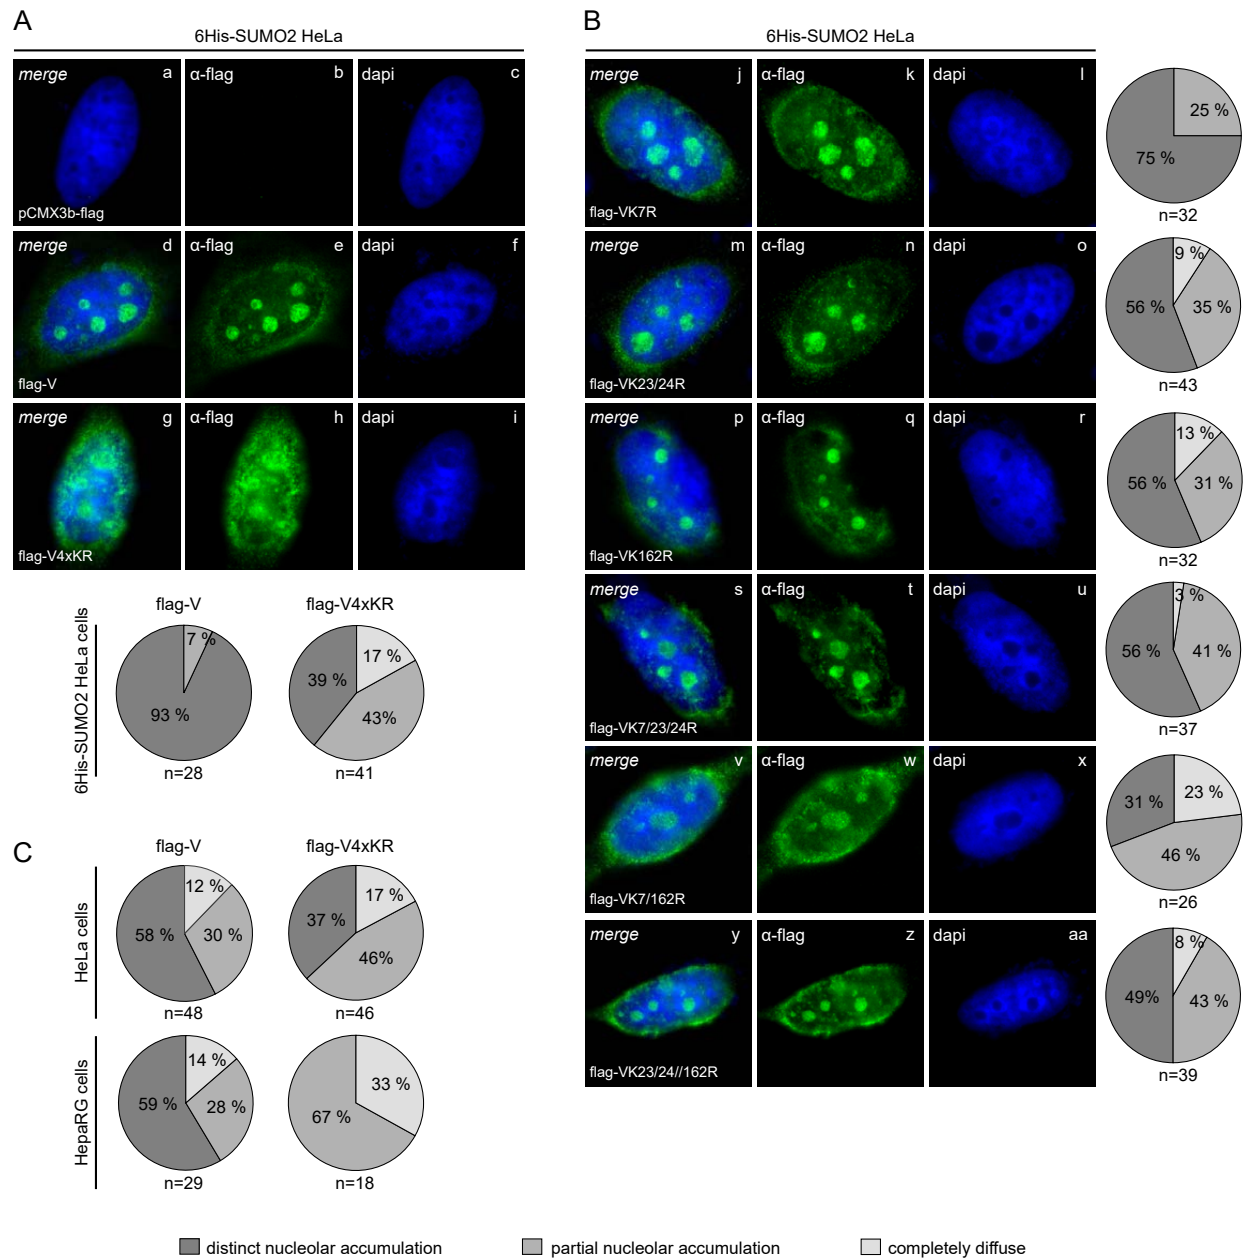 A
6His-SUMO2 HeLa
merge a α-flag b dapi c
pCMX3b-flag
merge d α-flag e dapi f
flag-V
merge g α-flag h dapi i
flag-V4xKR
6His-SUMO2 HeLa cells
flag-V flag-V4xKR
7 %
93 %
n=28
17 %
39 %
43%
n=41
C
HeLa cells
flag-V flag-V4xKR
12 %
58 % 30 %
n=48
17 %
37 %
46%
n=46
HepaRG cells
14 %
59 % 28 %
n=29
33 %
67 %
n=18
B
6His-SUMO2 HeLa
merge j α-flag k dapi l
flag-VK7R
25 %
75 %
n=32
merge m α-flag n dapi o
flag-VK23/24R
9 %
56 % 35 %
n=43
merge p α-flag q dapi r
flag-VK162R
13 %
56 % 31 %
n=32
merge s α-flag t dapi u
flag-VK7/23/24R
3 %
56 % 41 %
n=37
merge v α-flag w dapi x
flag-VK7/162R
31 % 23 %
46 %
n=26
merge y α-flag z dapi aa
flag-VK23/24//162R
8 %
49% 43 %
n=39
distinct nucleolar accumulation partial nucleolar accumulation completely diffuse